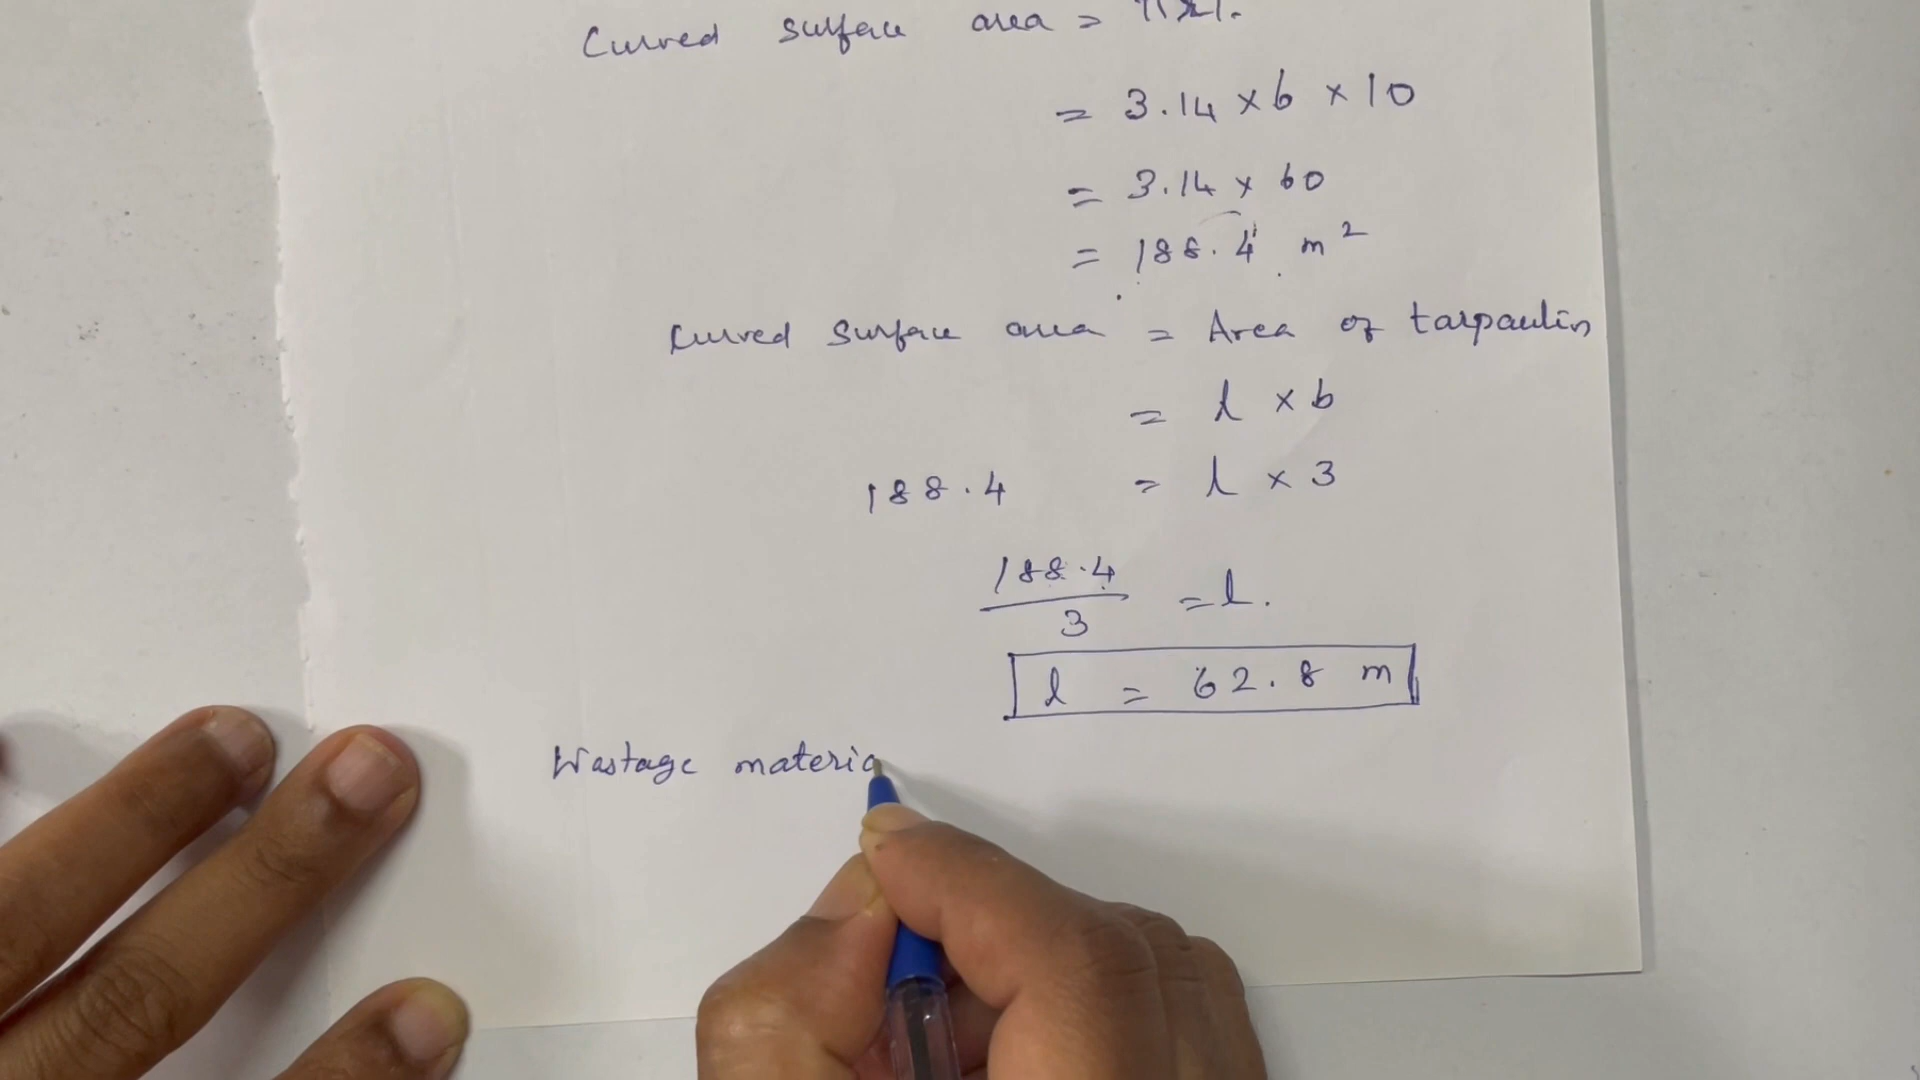 Curved surface area = πrl.
= 3.14 × 6 × 10
= 3.14 × 60
= 188.4 m²
Curved surface area = Area of tarpaulin
= l × b
188.4 = l × 3
188.4/3 = l.
l = 62.8 m
Wastage materia